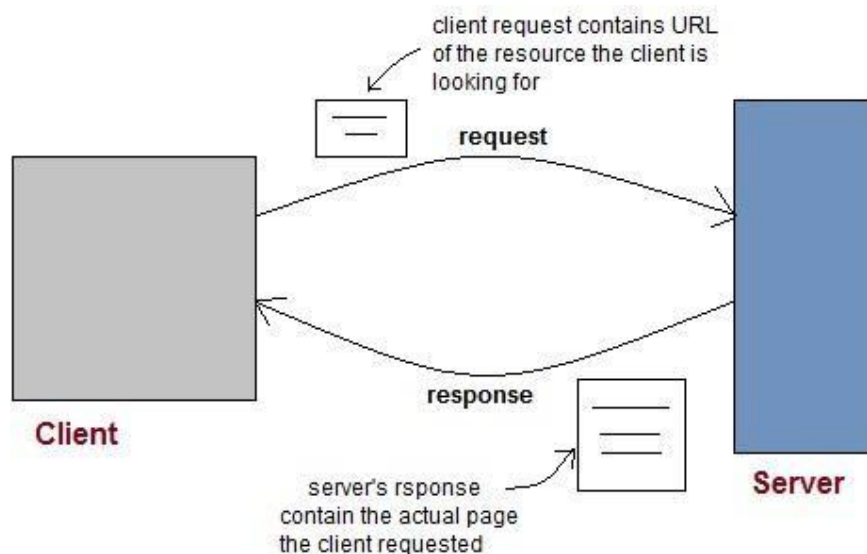 client request contains URL
of the resource the client is
looking for
request
response
Client
Server
server's rsponse
contain the actual page
the client requested